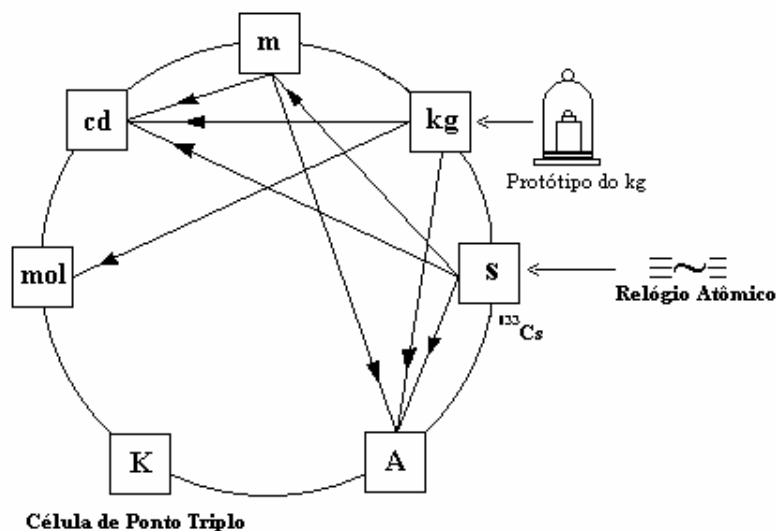 m
cd
kg
Protótipo do kg
mol
s
Relógio Atômico
¹³³Cs
K
A
Célula de Ponto Triplo